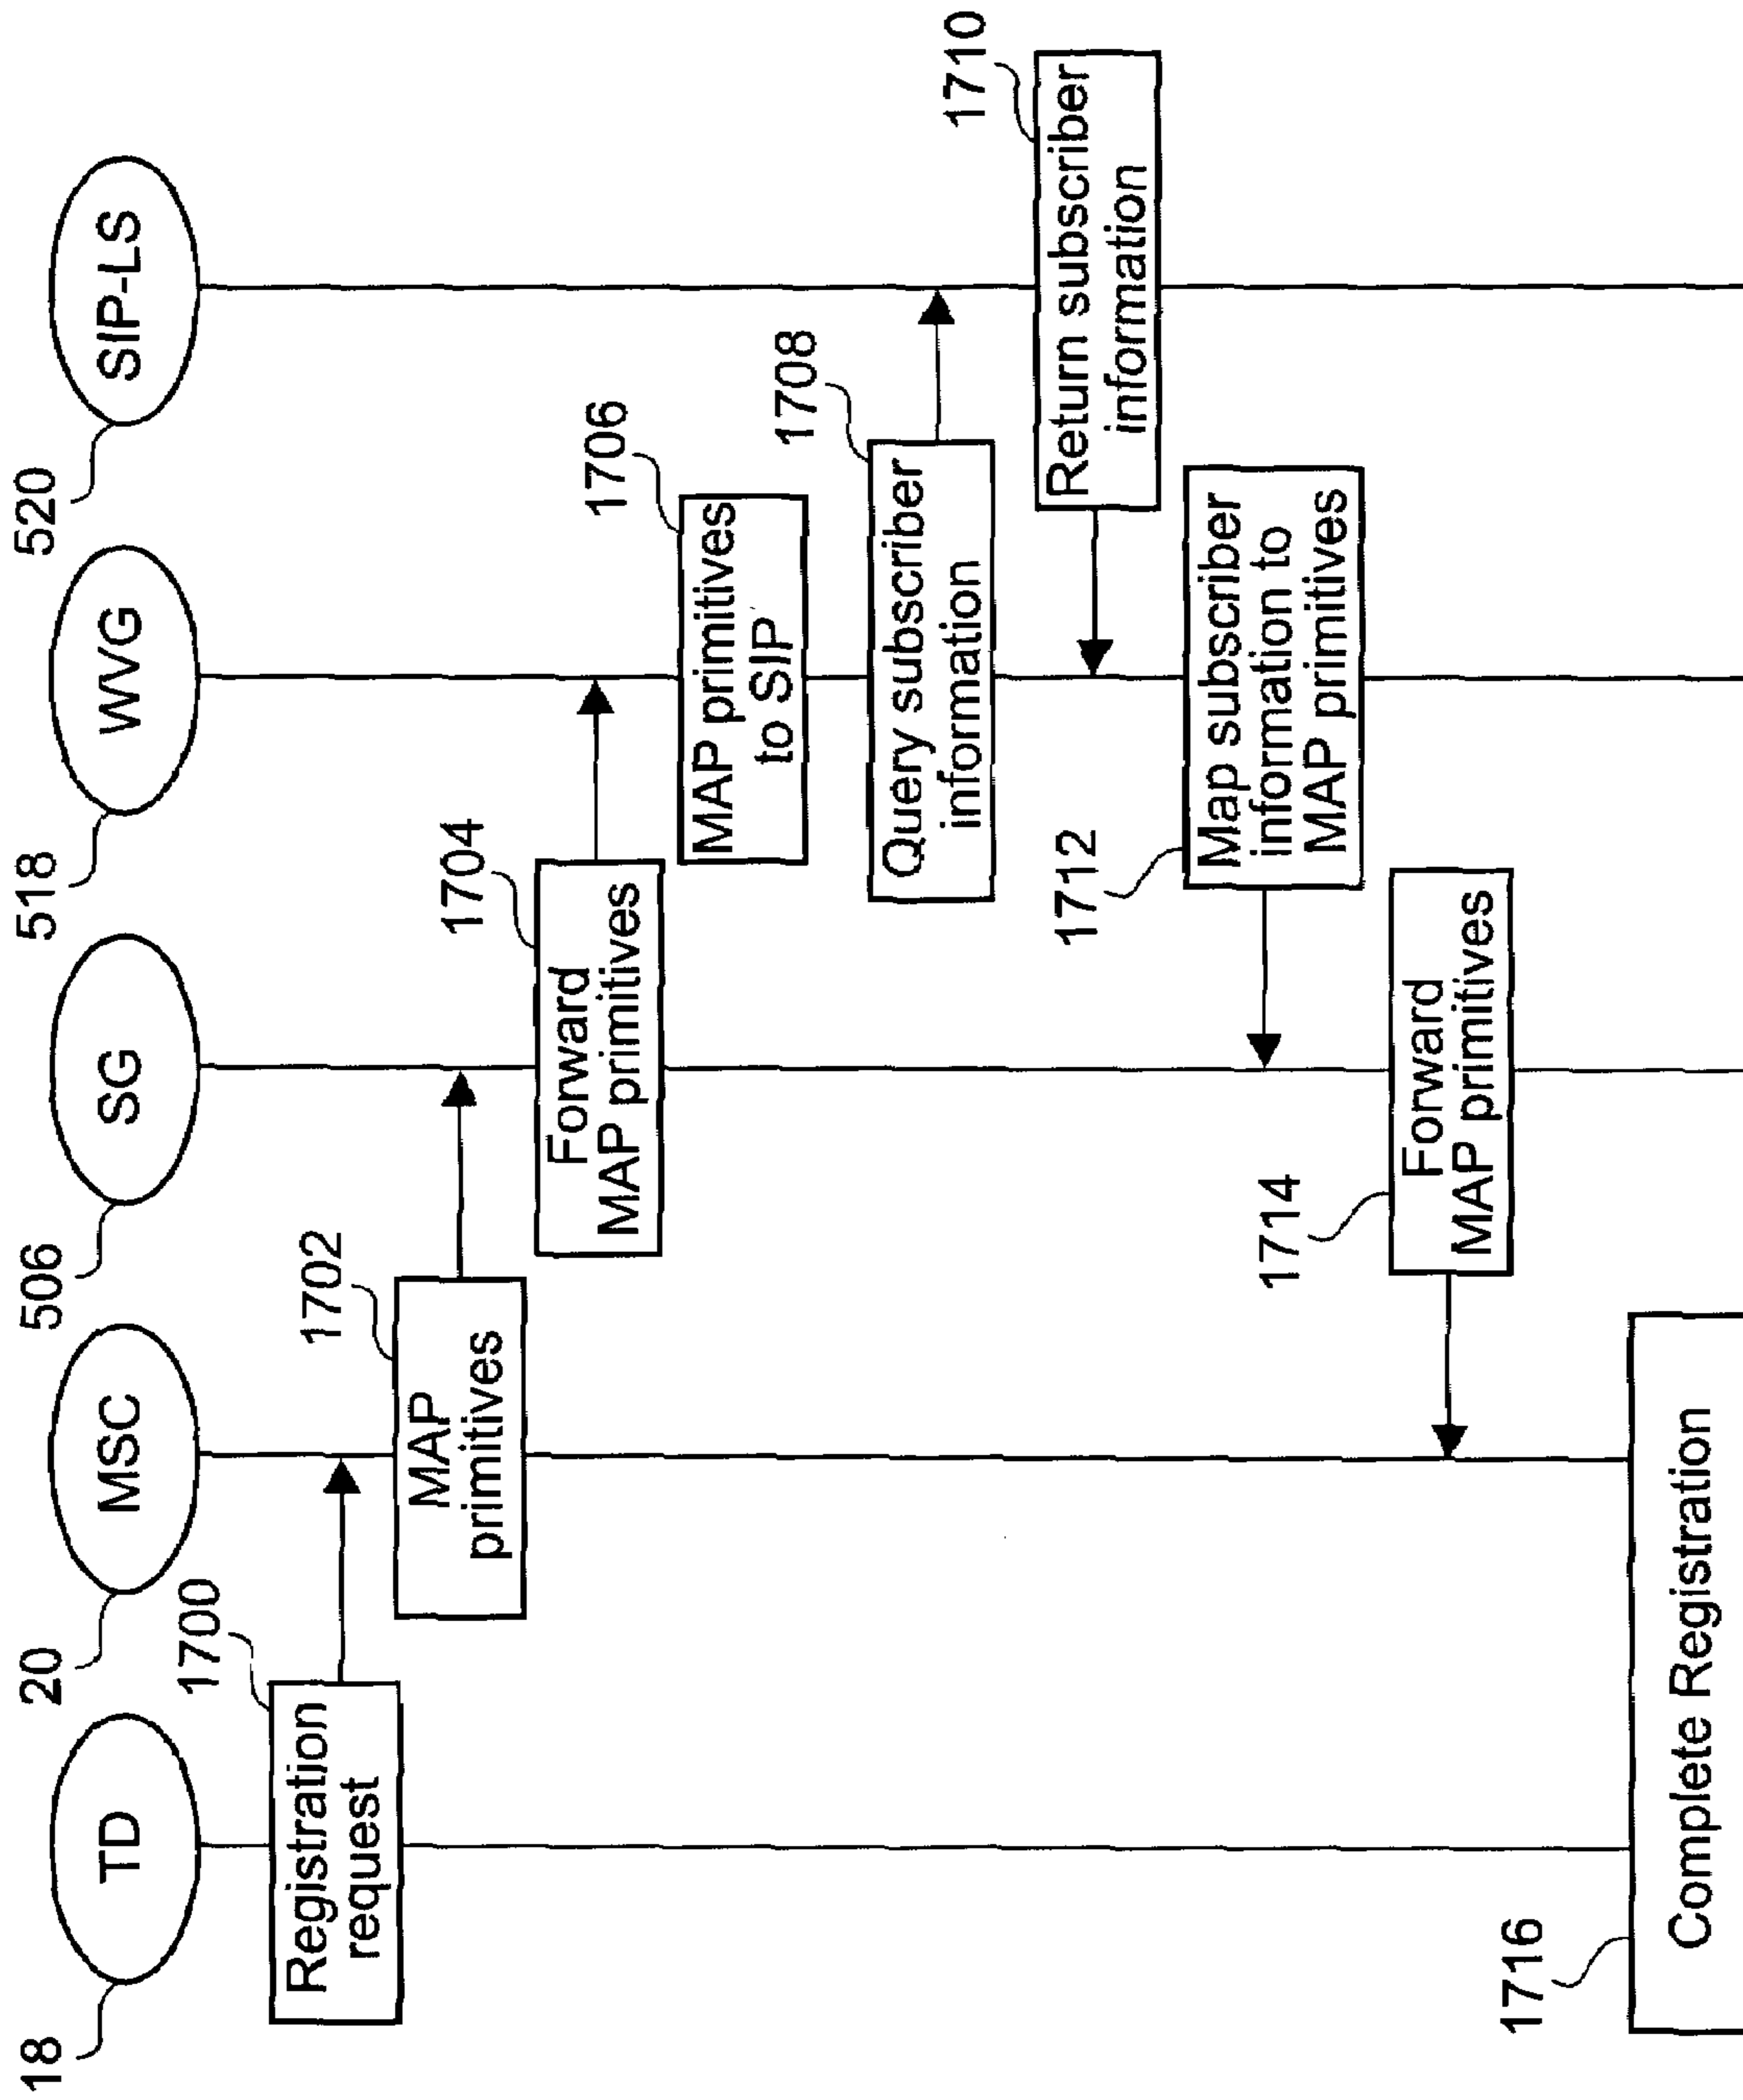 18
TD
20
MSC
506
SG
518
WVG
520
SIP-LS
1700
Registration
request
1702
MAP
primitives
1704
Forward
MAP primitives
1706
MAP primitives
to SIP
1708
Query subscriber
information
1710
Return subscriber
information
1712
Map subscriber
information to
MAP primitives
1714
Forward
MAP primitives
1716
Complete Registration